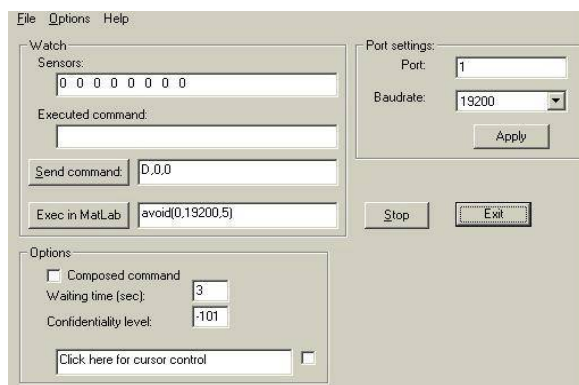 File Options Help
Watch
Sensors:
0 0 0 0 0 0 0 0
Executed command:
Send command: D,0,0
Exec in MatLab avoid(0,19200,5)
Port settings:
Port: 1
Baudrate: 19200
Apply
Stop Exit
Options
Composed command
Waiting time (sec): 3
Confidentiality level: -101
Click here for cursor control